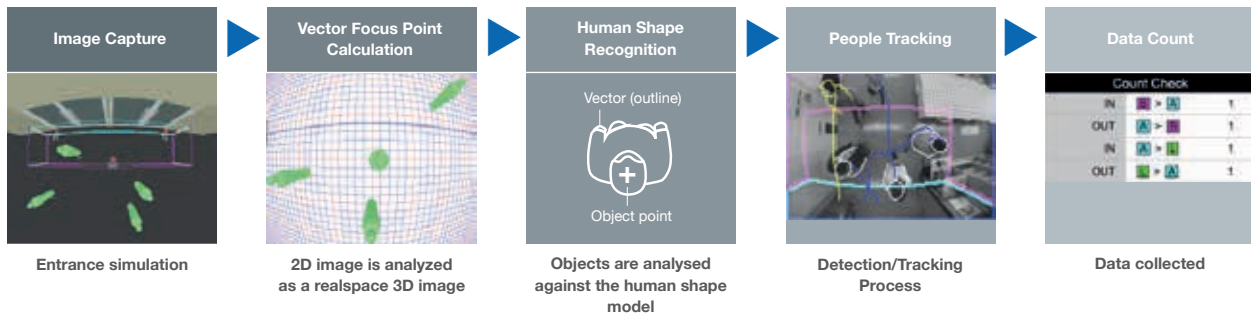 Image Capture
Vector Focus Point
Calculation
Human Shape
Recognition
People Tracking
Data Count
Vector (outline)
Object point
Count Check
IN > A 1
OUT A > 1
IN A > 1
OUT > A 1
Entrance simulation
2D image is analyzed
as a realspace 3D image
Objects are analysed
against the human shape
model
Detection/Tracking
Process
Data collected